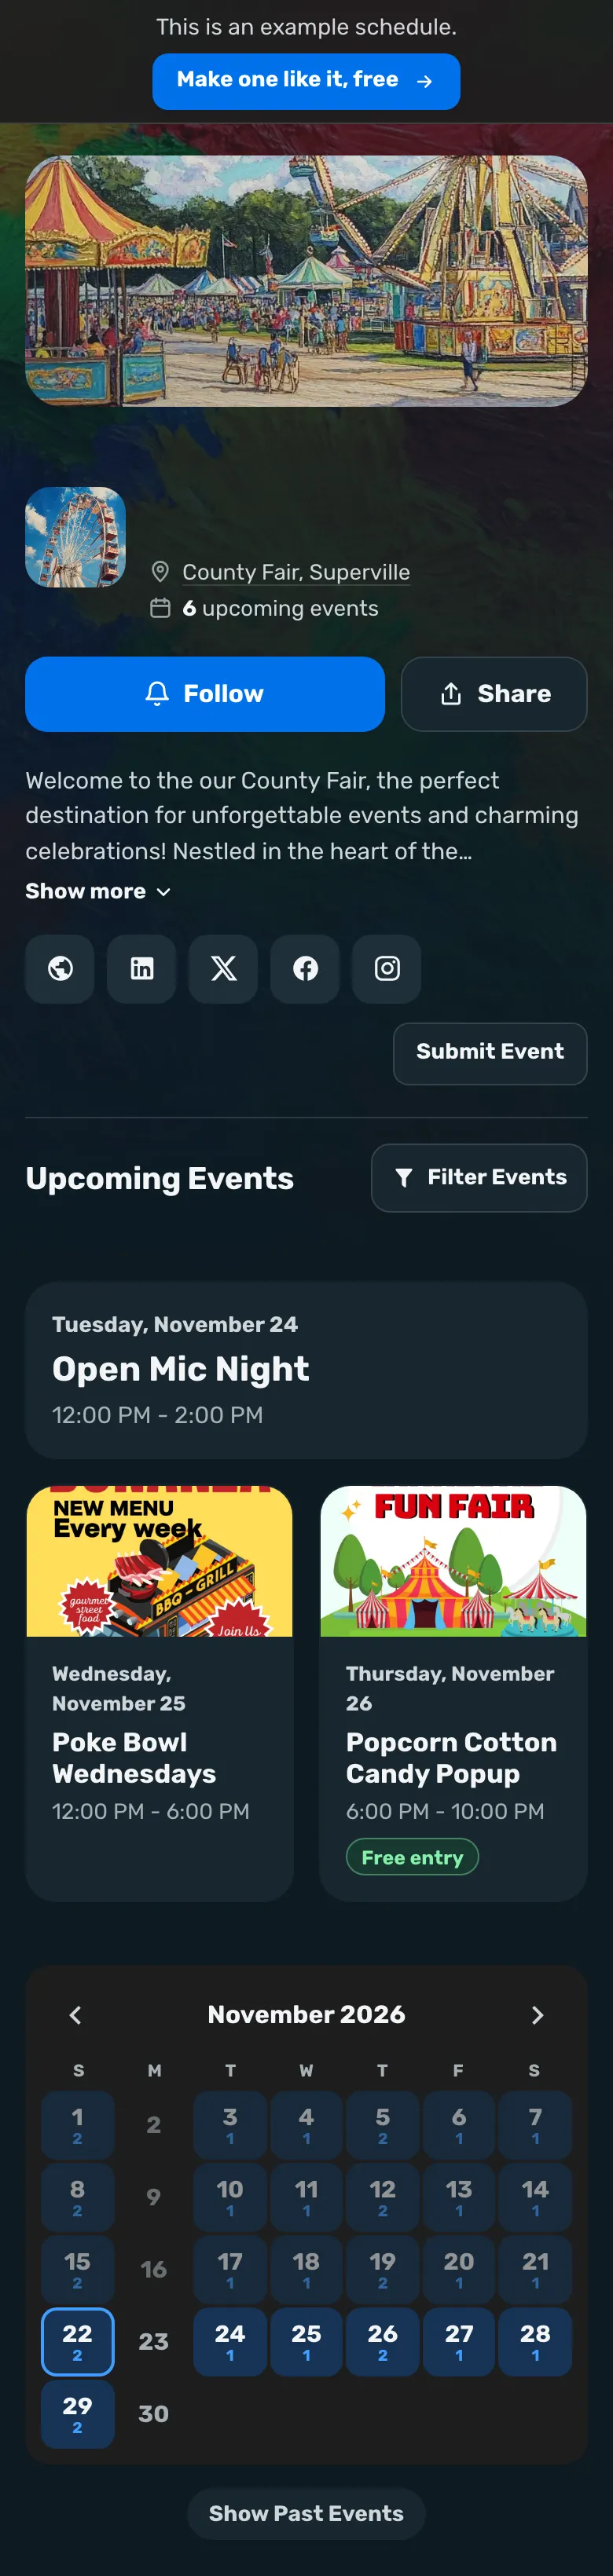 This is an example schedule.
Make one like it, free →
County Fair, Superville
6 upcoming events
Follow
Share
Welcome to the our County Fair, the perfect
destination for unforgettable events and charming
celebrations! Nestled in the heart of the…
Show more
Submit Event
Upcoming Events
Filter Events
Tuesday, November 24
Open Mic Night
12:00 PM - 2:00 PM
NEW MENU
Every week
BBQ - GRILL
gourmet
street
food
Join Us
Wednesday,
November 25
Poke Bowl
Wednesdays
12:00 PM - 6:00 PM
FUN FAIR
Thursday, November
26
Popcorn Cotton
Candy Popup
6:00 PM - 10:00 PM
Free entry
November 2026
S M T W T F S
1 2 3 4 5 6 7
2 1 1 2 1 1
8 9 10 11 12 13 14
2 1 1 2 1 1
15 16 17 18 19 20 21
2 1 1 2 1 1
22 23 24 25 26 27 28
2 1 1 2 1 1
29 30
2
Show Past Events